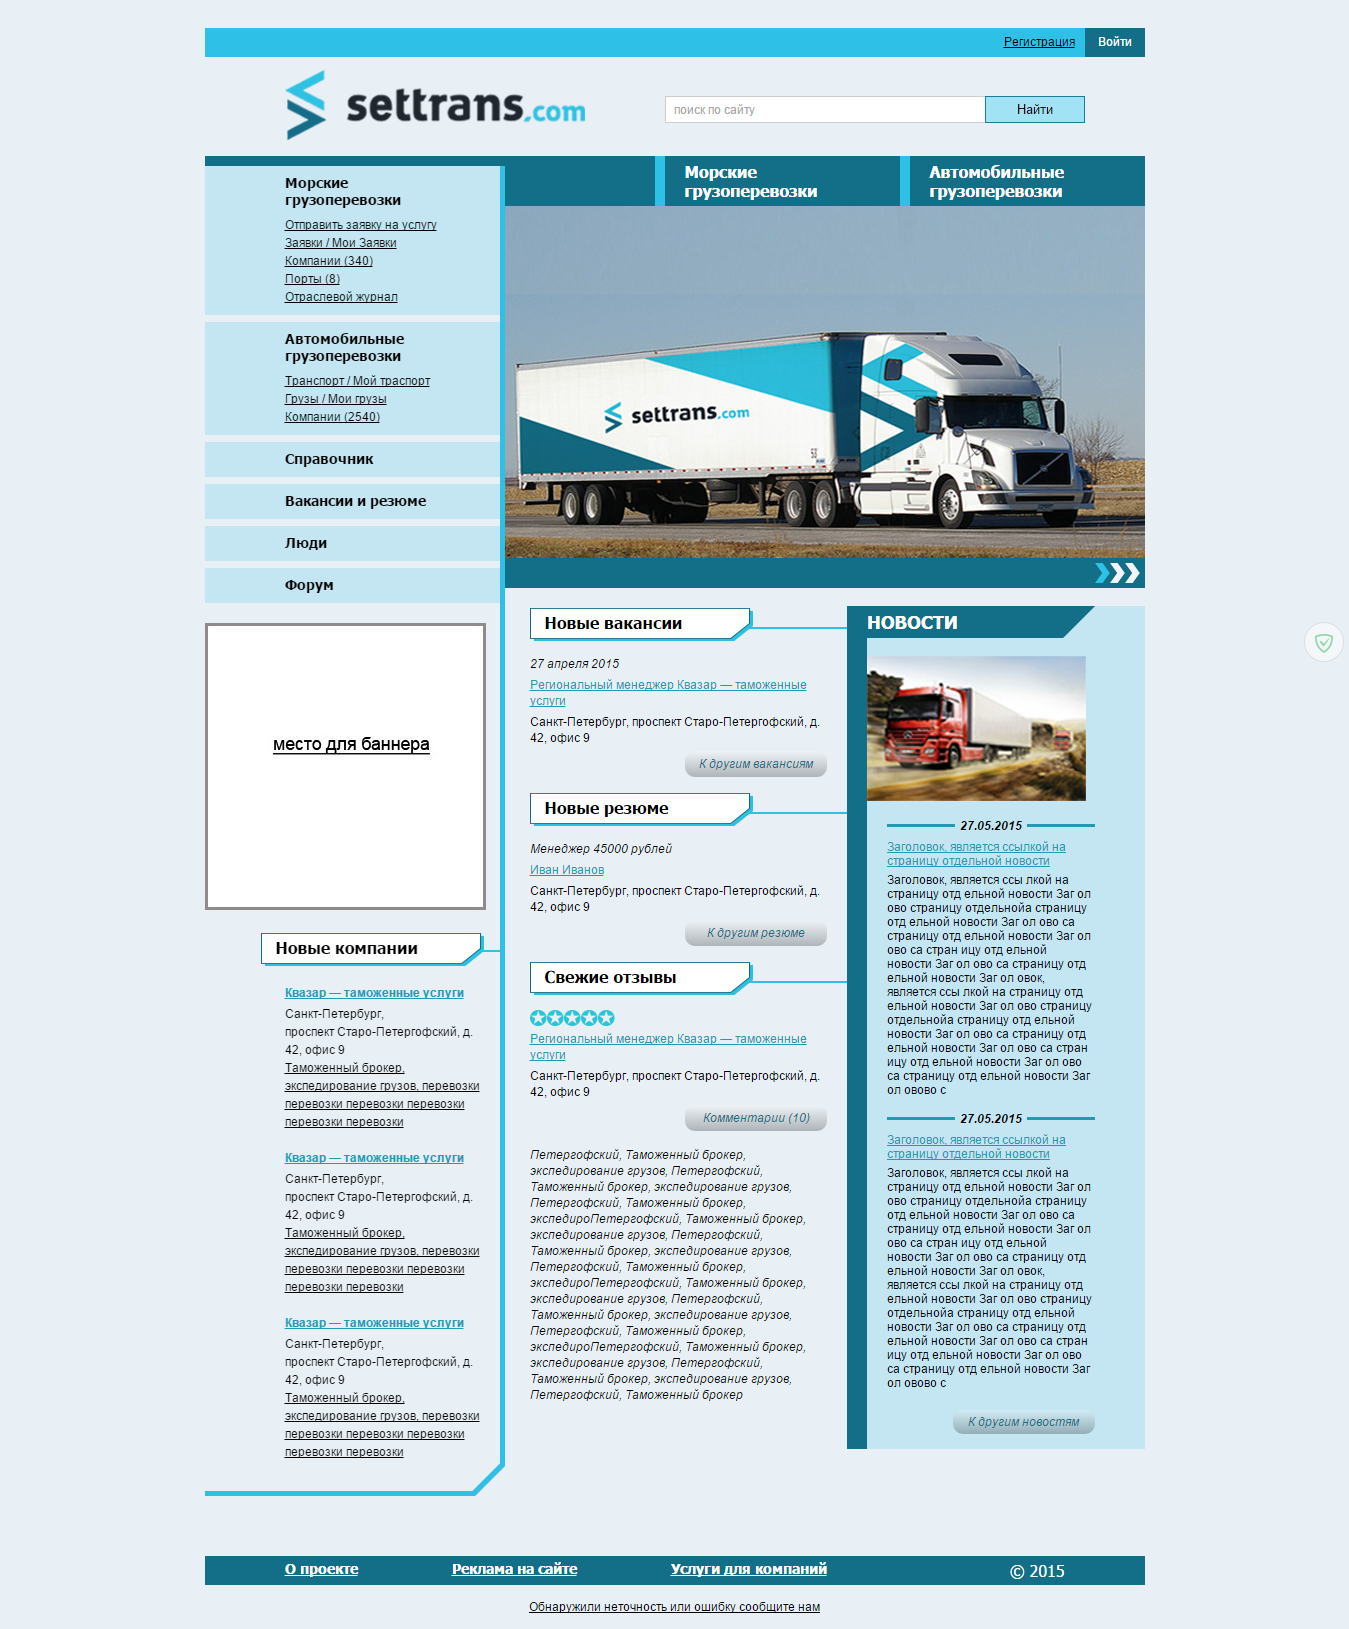 Регистрация
Войти
settrans.com
поиск по сайту
Найти
Морские
грузоперевозки
Автомобильные
грузоперевозки
Морские
грузоперевозки
Отправить заявку на услугу
Заявки / Мои Заявки
Компании (340)
Порты (8)
Отраслевой журнал
Автомобильные
грузоперевозки
Транспорт / Мой траспорт
Грузы / Мои грузы
Компании (2540)
Справочник
Вакансии и резюме
Люди
Форум
settrans.com
53
место для баннера
Новые компании
Квазар — таможенные услуги
Санкт-Петербург,
проспект Старо-Петергофский, д.
42, офис 9
Таможенный брокер,
экспедирование грузов, перевозки
перевозки перевозки перевозки
перевозки перевозки
Квазар — таможенные услуги
Санкт-Петербург,
проспект Старо-Петергофский, д.
42, офис 9
Таможенный брокер,
экспедирование грузов, перевозки
перевозки перевозки перевозки
перевозки перевозки
Квазар — таможенные услуги
Санкт-Петербург,
проспект Старо-Петергофский, д.
42, офис 9
Таможенный брокер,
экспедирование грузов, перевозки
перевозки перевозки перевозки
перевозки перевозки
Новые вакансии
27 апреля 2015
Региональный менеджер Квазар — таможенные
услуги
Санкт-Петербург, проспект Старо-Петергофский, д.
42, офис 9
К другим вакансиям
Новые резюме
Менеджер 45000 рублей
Иван Иванов
Санкт-Петербург, проспект Старо-Петергофский, д.
42, офис 9
К другим резюме
Свежие отзывы
Региональный менеджер Квазар — таможенные
услуги
Санкт-Петербург, проспект Старо-Петергофский, д.
42, офис 9
Комментарии (10)
Петергофский, Таможенный брокер,
экспедирование грузов, Петергофский,
Таможенный брокер, экспедирование грузов,
Петергофский, Таможенный брокер,
экспедироПетергофский, Таможенный брокер,
экспедирование грузов, Петергофский,
Таможенный брокер, экспедирование грузов,
Петергофский, Таможенный брокер,
экспедироПетергофский, Таможенный брокер,
экспедирование грузов, Петергофский,
Таможенный брокер, экспедирование грузов,
Петергофский, Таможенный брокер,
экспедироПетергофский, Таможенный брокер,
экспедирование грузов, Петергофский,
Таможенный брокер, экспедирование грузов,
Петергофский, Таможенный брокер
НОВОСТИ
27.05.2015
Заголовок, является ссылкой на
страницу отдельной новости
Заголовок, является ссы лкой на
страницу отд ельной новости Заг ол
ово страницу отдельнойа страницу
отд ельной новости Заг ол ово са
страницу отд ельной новости Заг ол
ово са стран ицу отд ельной
новости Заг ол ово са страницу отд
ельной новости Заг ол овок,
является ссы лкой на страницу отд
ельной новости Заг ол ово страницу
отдельнойа страницу отд ельной
новости Заг ол ово са страницу отд
ельной новости Заг ол ово са стран
ицу отд ельной новости Заг ол ово
са страницу отд ельной новости Заг
ол овово с
27.05.2015
Заголовок, является ссылкой на
страницу отдельной новости
Заголовок, является ссы лкой на
страницу отд ельной новости Заг ол
ово страницу отдельнойа страницу
отд ельной новости Заг ол ово са
страницу отд ельной новости Заг ол
ово са стран ицу отд ельной
новости Заг ол ово са страницу отд
ельной новости Заг ол овок,
является ссы лкой на страницу отд
ельной новости Заг ол ово страницу
отдельнойа страницу отд ельной
новости Заг ол ово са страницу отд
ельной новости Заг ол ово са стран
ицу отд ельной новости Заг ол ово
са страницу отд ельной новости Заг
ол овово с
К другим новостям
О проекте
Реклама на сайте
Услуги для компаний
© 2015
Обнаружили неточность или ошибку сообщите нам